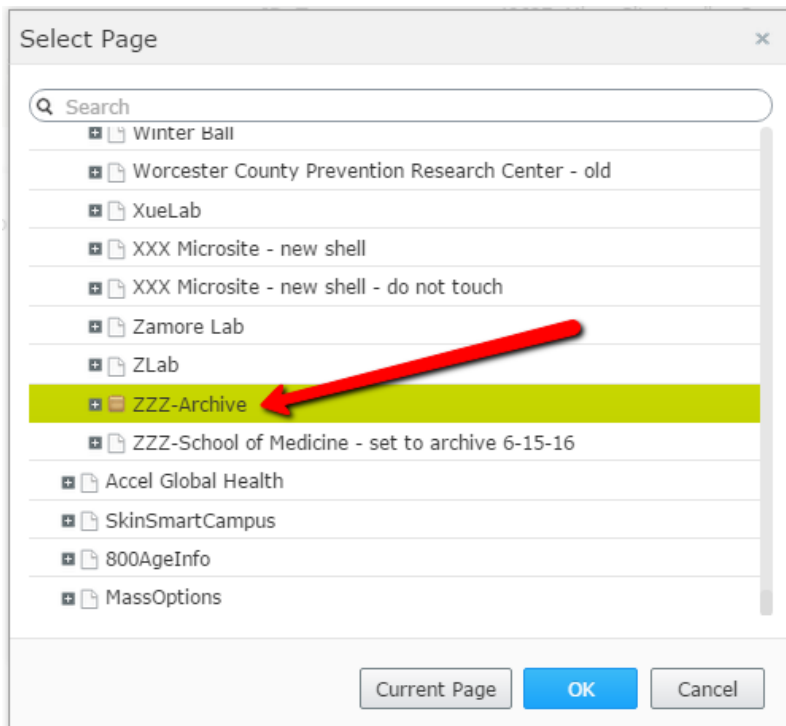 Select Page
Search
Winter Ball
Worcester County Prevention Research Center - old
XueLab
XXX Microsite - new shell
XXX Microsite - new shell - do not touch
Zamore Lab
ZLab
ZZZ-Archive
ZZZ-School of Medicine - set to archive 6-15-16
Accel Global Health
SkinSmartCampus
800AgeInfo
MassOptions
Current Page OK Cancel